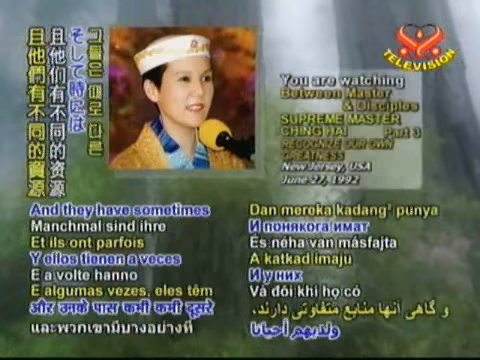 그들은 때로 다른
そして時には
且他们有不同的资源
且他們有不同的資源
TELEVISION
You are watching
Between Master
& Disciples
SUPREME MASTER
CHING HAI Part 3
RECOGNIZE OUR OWN
GREATNESS
New Jersey, USA
June 27, 1992
And they have sometimes
Manchmal sind ihre
Et ils ont parfois
Y ellos tienen a veces
E a volte hanno
E algumas vezes, eles têm
और उनके पास कभी कभी दूसरे
และพวกเขามีบางอย่างที่
Dan mereka kadang² punya
И понякога имат
És néha van másfajta
A katkad imaju
И у них
Và đôi khi họ có
و گاهی آنها منابع متفاوتی دارند،
ولديهم أحيانا